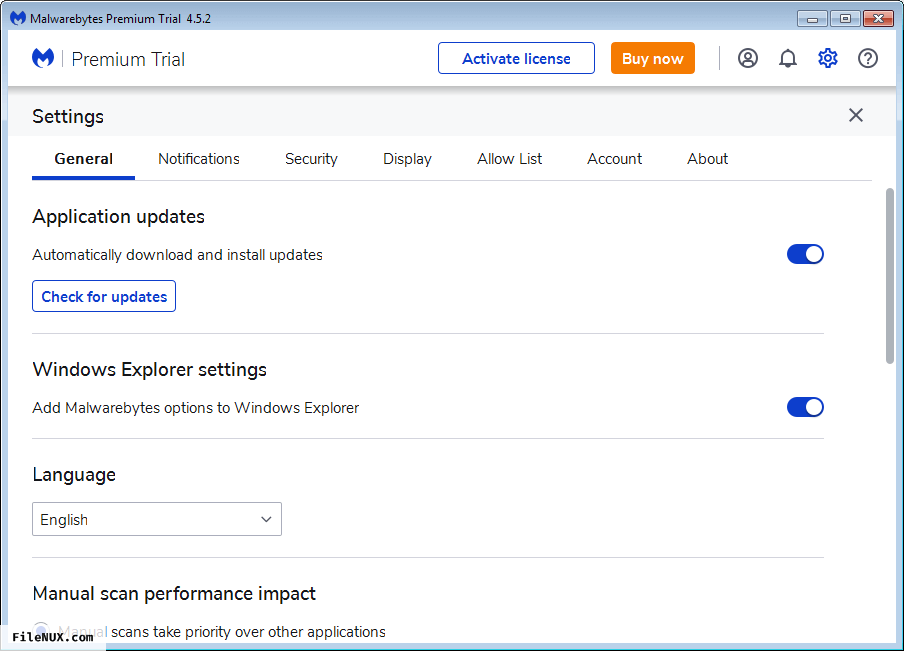 Malwarebytes Premium Trial 4.5.2
Premium Trial
Activate license
Buy now
Settings
General
Notifications
Security
Display
Allow List
Account
About
Application updates
Automatically download and install updates
Check for updates
Windows Explorer settings
Add Malwarebytes options to Windows Explorer
Language
English
Manual scan performance impact
Manual scans take priority over other applications
FileNUX.com